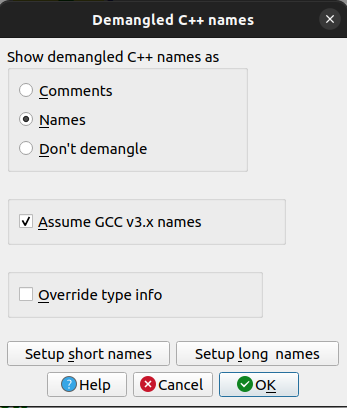 Demangled C++ names
Show demangled C++ names as
Comments
Names
Don't demangle
Assume GCC v3.x names
Override type info
Setup short names
Setup long names
Help
Cancel
OK